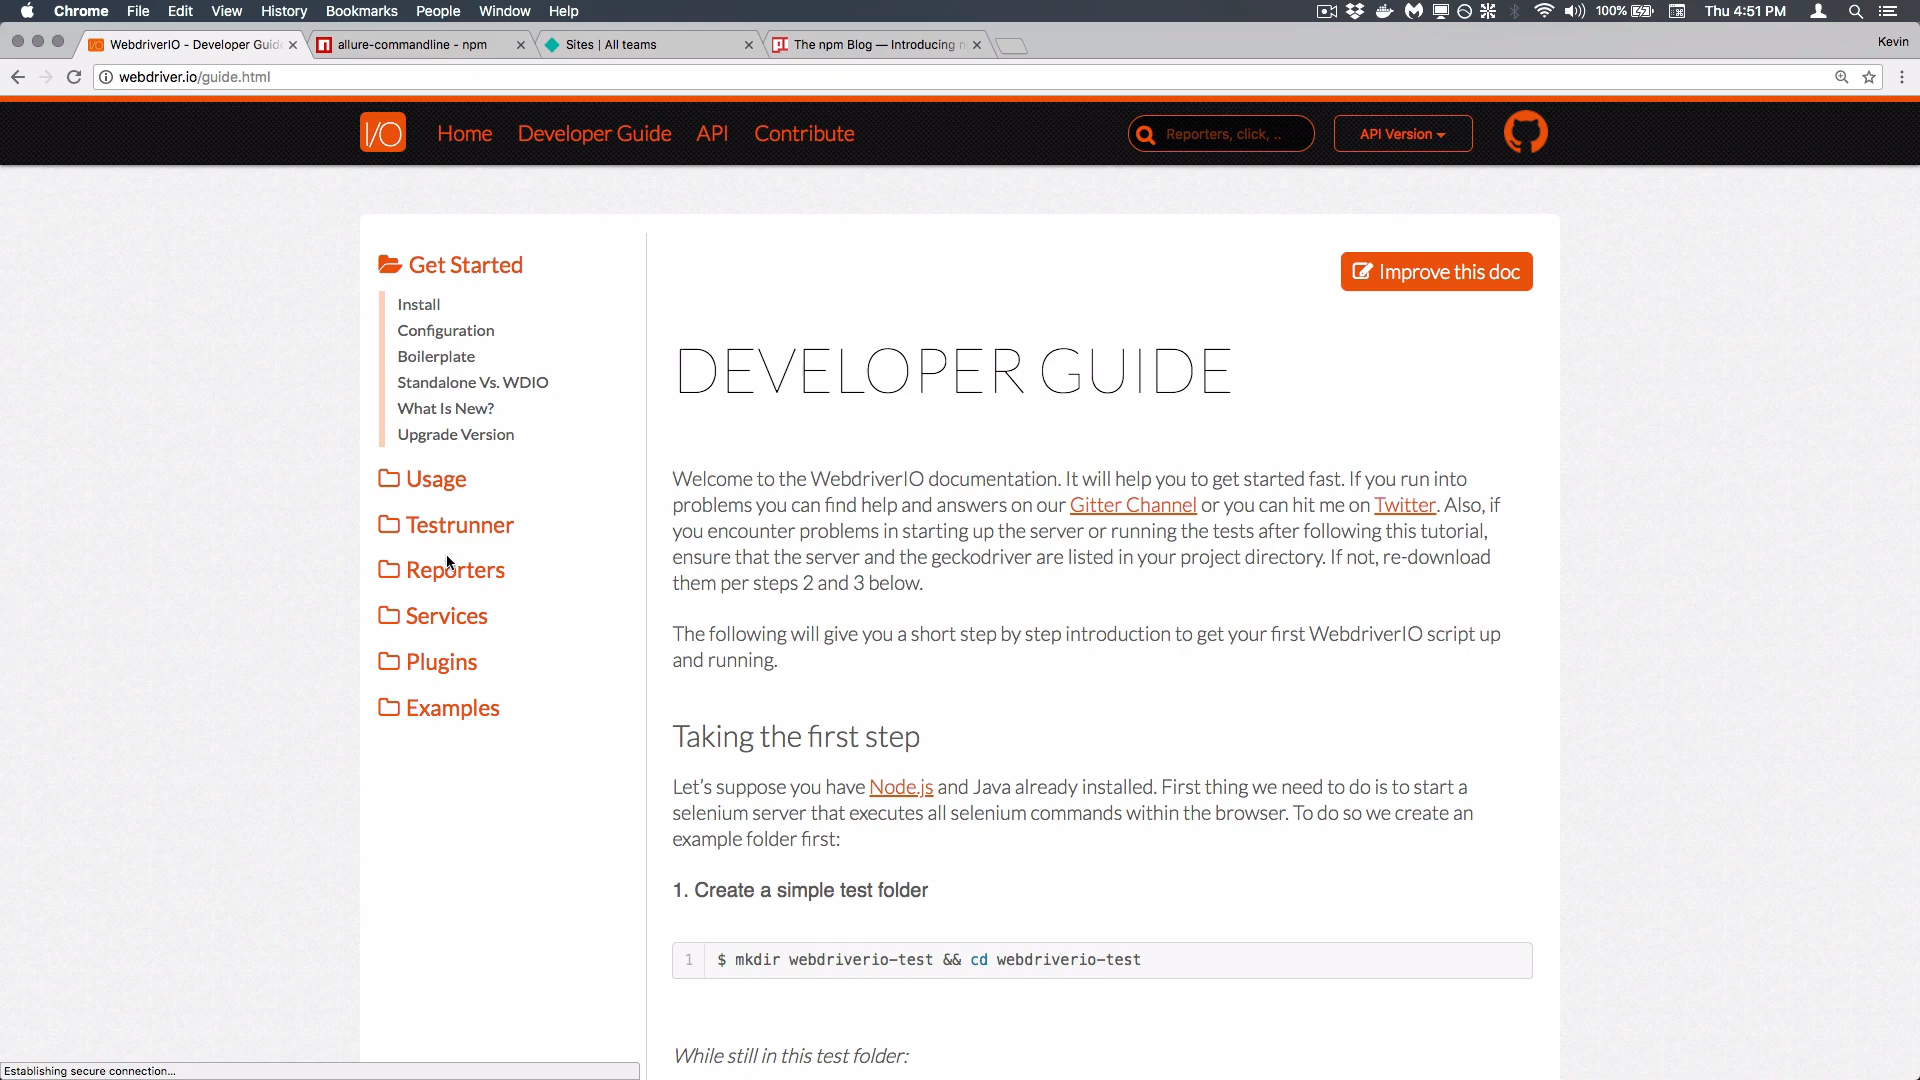 Chrome File Edit View History Bookmarks People Window Help 100% Thu 4:51 PM
WebdriverIO - Developer Guide allure-commandline - npm Sites | All teams The npm Blog — Introducing n Kevin
webdriver.io/guide.html
I/O Home Developer Guide API Contribute Reporters, click, .. API Version
Get Started
Install
Configuration
Boilerplate
Standalone Vs. WDIO
What Is New?
Upgrade Version
Usage
Testrunner
Reporters
Services
Plugins
Examples
Improve this doc
DEVELOPER GUIDE
Welcome to the WebdriverIO documentation. It will help you to get started fast. If you run into
problems you can find help and answers on our Gitter Channel or you can hit me on Twitter. Also, if
you encounter problems in starting up the server or running the tests after following this tutorial,
ensure that the server and the geckodriver are listed in your project directory. If not, re-download
them per steps 2 and 3 below.
The following will give you a short step by step introduction to get your first WebdriverIO script up
and running.
Taking the first step
Let's suppose you have Node.js and Java already installed. First thing we need to do is to start a
selenium server that executes all selenium commands within the browser. To do so we create an
example folder first:
1. Create a simple test folder
1 $ mkdir webdriverio-test && cd webdriverio-test
While still in this test folder:
Establishing secure connection...